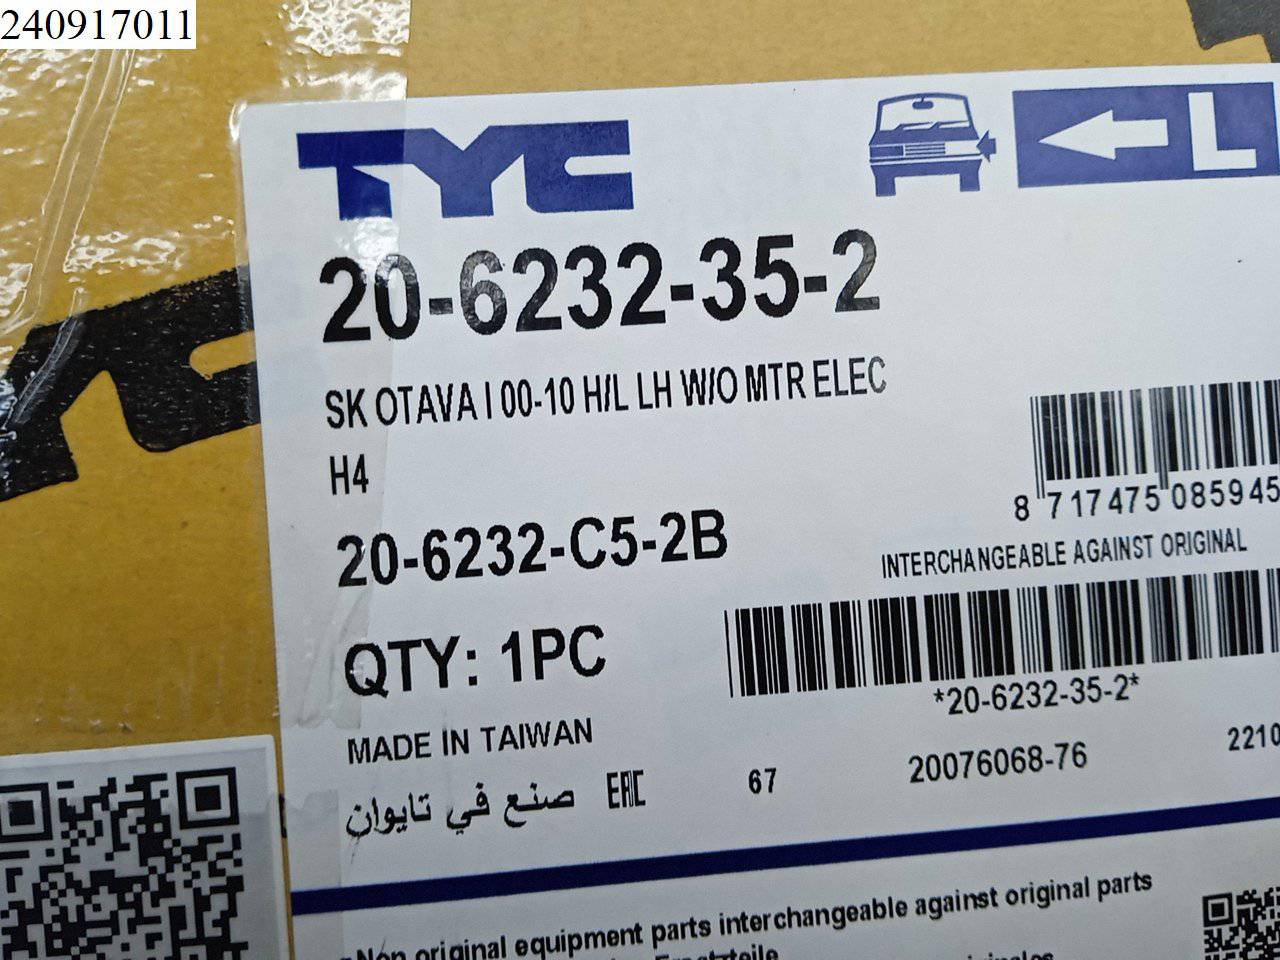 240917011
TYC
L
20-6232-35-2
SK OTAVA I 00-10 H/L LH W/O MTR ELEC
H4
8 717475 085945
20-6232-C5-2B
INTERCHANGEABLE AGAINST ORIGINAL
QTY: 1PC
*20-6232-35-2*
MADE IN TAIWAN
صنع في تايوان EAC 67 20076068-76 2210
Non original equipment parts interchangeable against original parts